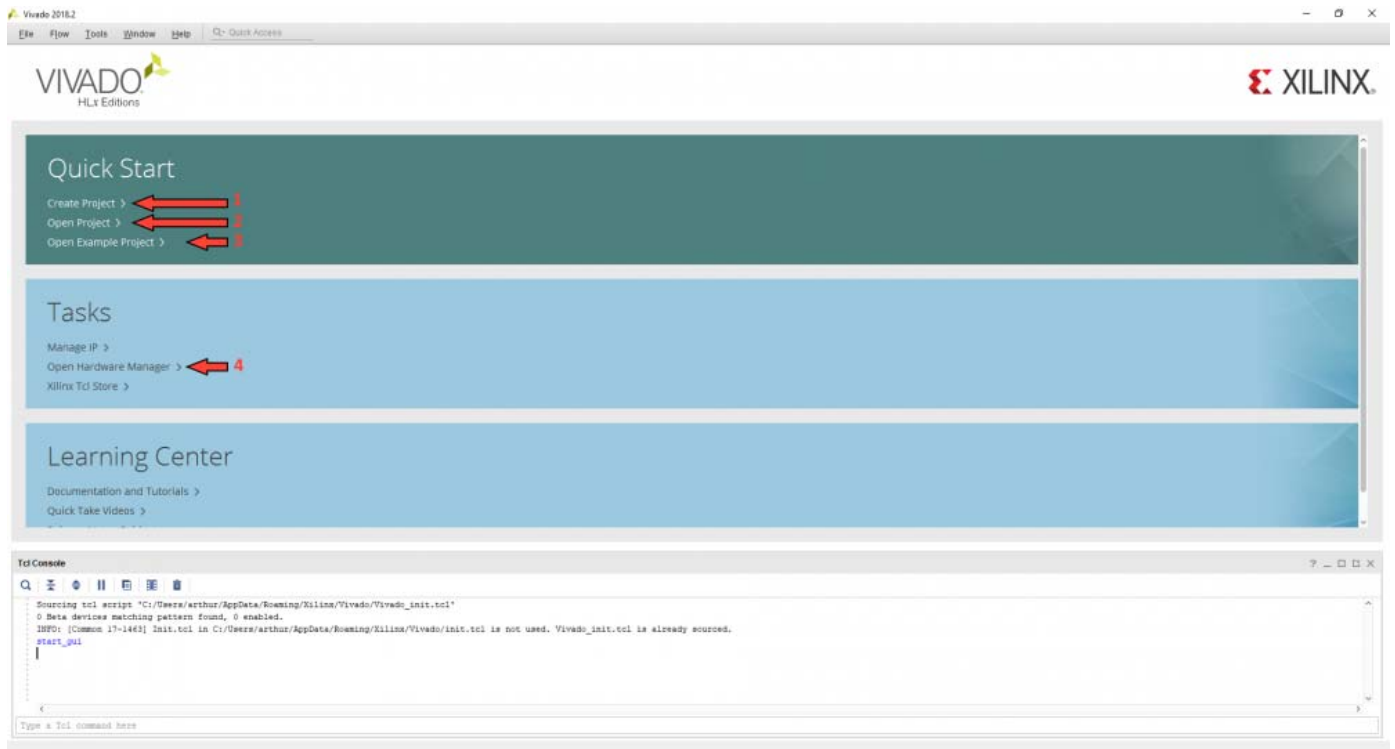 Vivado 2018.2
File Flow Tools Window Help Quick Access
VIVADO
HLx Editions
XILINX
Quick Start
Create Project > 1
Open Project > 2
Open Example Project > 3
Tasks
Manage IP >
Open Hardware Manager > 4
Xilinx Tcl Store >
Learning Center
Documentation and Tutorials >
Quick Take Videos >
Tcl Console
Sourcing tcl script "C:/Users/arthur/AppData/Roaming/Xilinx/Vivado/Vivado_init.tcl"
0 Beta devices matching pattern found, 0 enabled.
INFO: [Common 17-1463] Init.tcl in C:/Users/arthur/AppData/Roaming/Xilinx/Vivado/init.tcl is not used. Vivado_init.tcl is already sourced.
start_gui
Type a Tcl command here